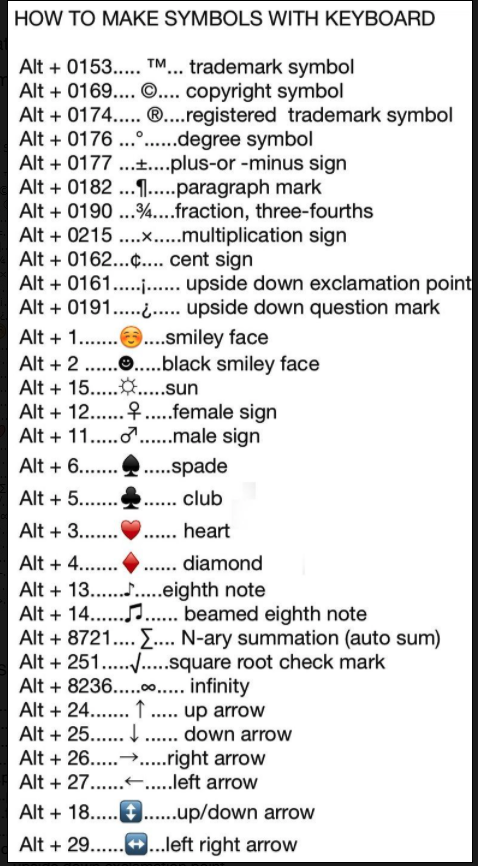 HOW TO MAKE SYMBOLS WITH KEYBOARD
Alt + 0153..... ™... trademark symbol
Alt + 0169.... ©.... copyright symbol
Alt + 0174..... ®....registered trademark symbol
Alt + 0176 ...°......degree symbol
Alt + 0177 ...±....plus-or -minus sign
Alt + 0182 ...¶.....paragraph mark
Alt + 0190 ...¾....fraction, three-fourths
Alt + 0215 ....×.....multiplication sign
Alt + 0162...¢.... cent sign
Alt + 0161.....¡...... upside down exclamation point
Alt + 0191.....¿..... upside down question mark
Alt + 1.......☺️....smiley face
Alt + 2 ......☻.....black smiley face
Alt + 15.....☼.....sun
Alt + 12......♀.....female sign
Alt + 11.....♂......male sign
Alt + 6.......♠️.....spade
Alt + 5.......♣️...... club
Alt + 3.......♥️...... heart
Alt + 4.......♦️...... diamond
Alt + 13......♪.....eighth note
Alt + 14......♫...... beamed eighth note
Alt + 8721.... ∑.... N-ary summation (auto sum)
Alt + 251.....√.....square root check mark
Alt + 8236.....∞..... infinity
Alt + 24....... ↑ ..... up arrow
Alt + 25...... ↓ ...... down arrow
Alt + 26.....→.....right arrow
Alt + 27......←.....left arrow
Alt + 18.....↕️......up/down arrow
Alt + 29......↔️...left right arrow